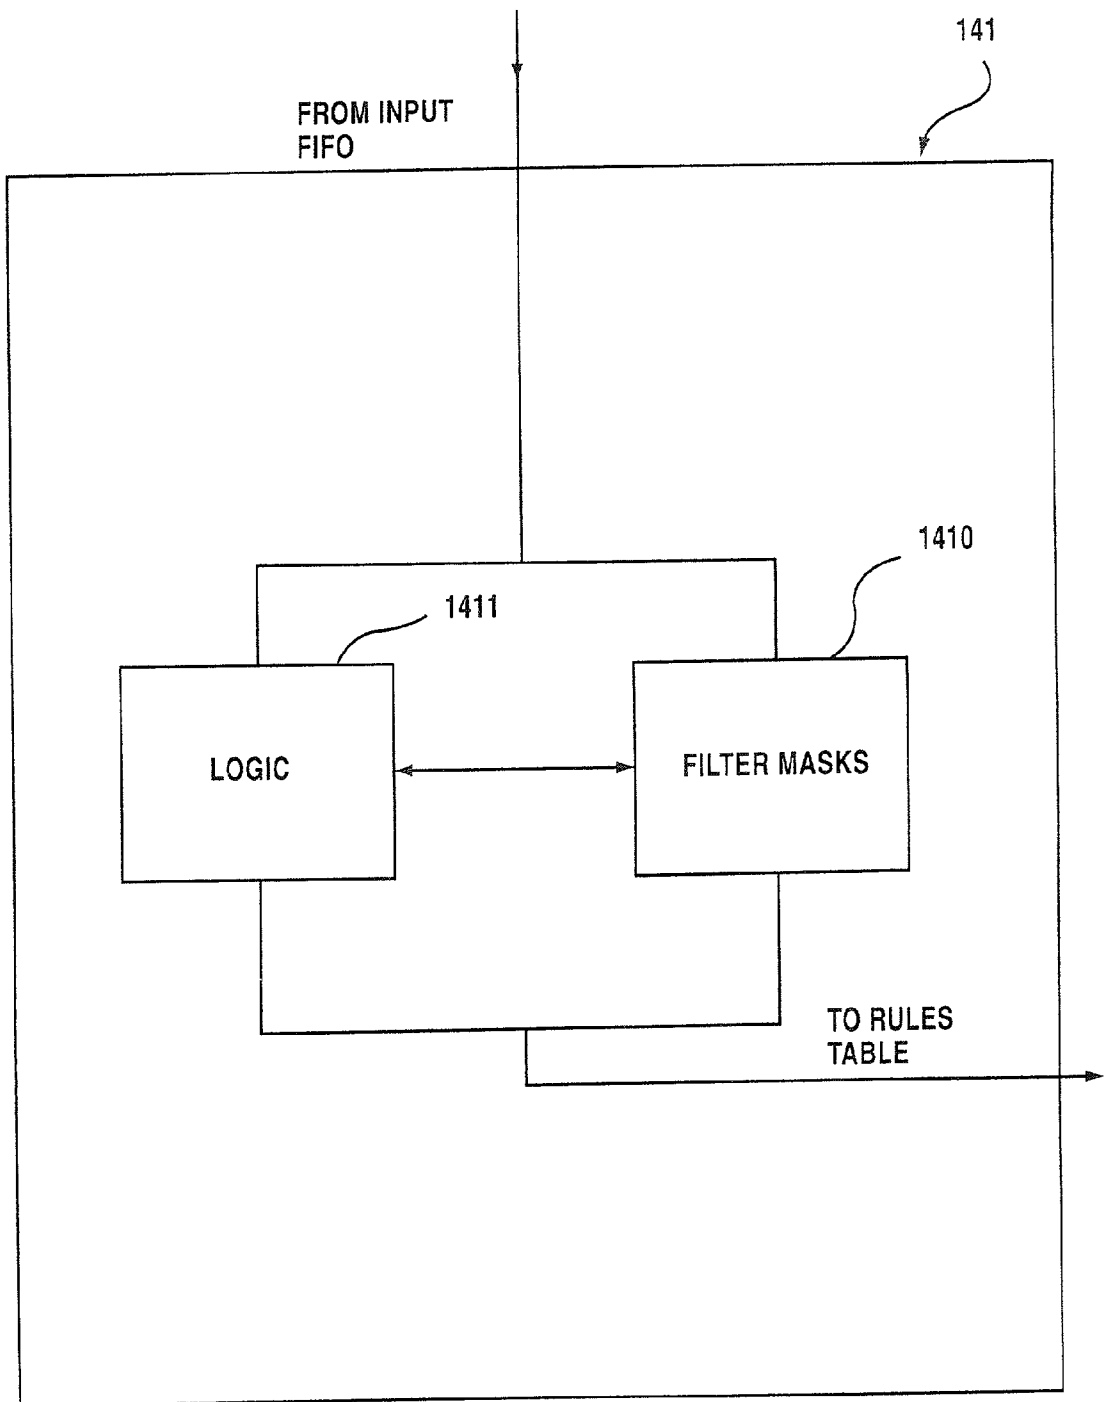 141
FROM INPUT
FIFO
1410
1411
LOGIC
FILTER MASKS
TO RULES
TABLE